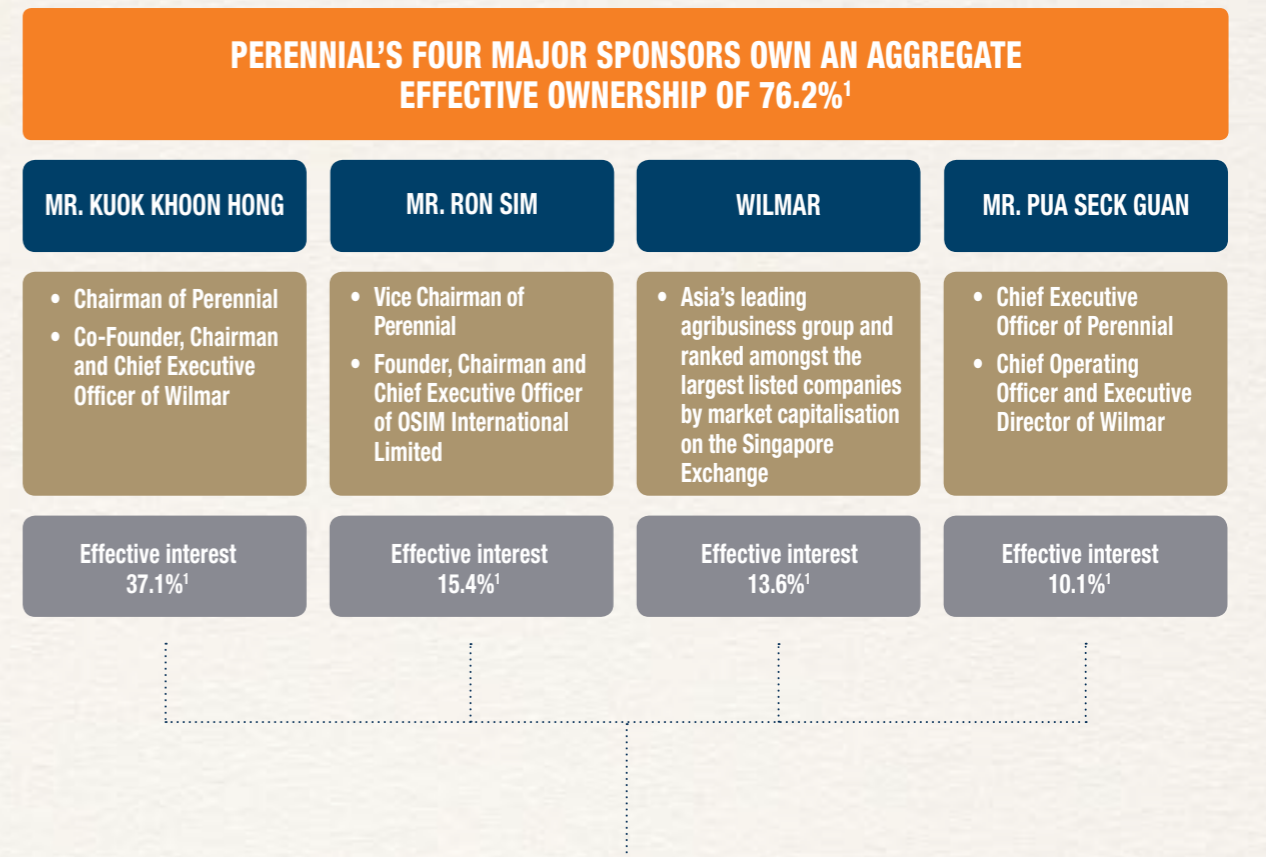 PERENNIAL'S FOUR MAJOR SPONSORS OWN AN AGGREGATE
EFFECTIVE OWNERSHIP OF 76.2%¹
MR. KUOK KHOON HONG
• Chairman of Perennial
• Co-Founder, Chairman
and Chief Executive
Officer of Wilmar
Effective interest
37.1%¹
MR. RON SIM
• Vice Chairman of
Perennial
• Founder, Chairman and
Chief Executive Officer
of OSIM International
Limited
Effective interest
15.4%¹
WILMAR
• Asia's leading
agribusiness group and
ranked amongst the
largest listed companies
by market capitalisation
on the Singapore
Exchange
Effective interest
13.6%¹
MR. PUA SECK GUAN
• Chief Executive
Officer of Perennial
• Chief Operating
Officer and Executive
Director of Wilmar
Effective interest
10.1%¹